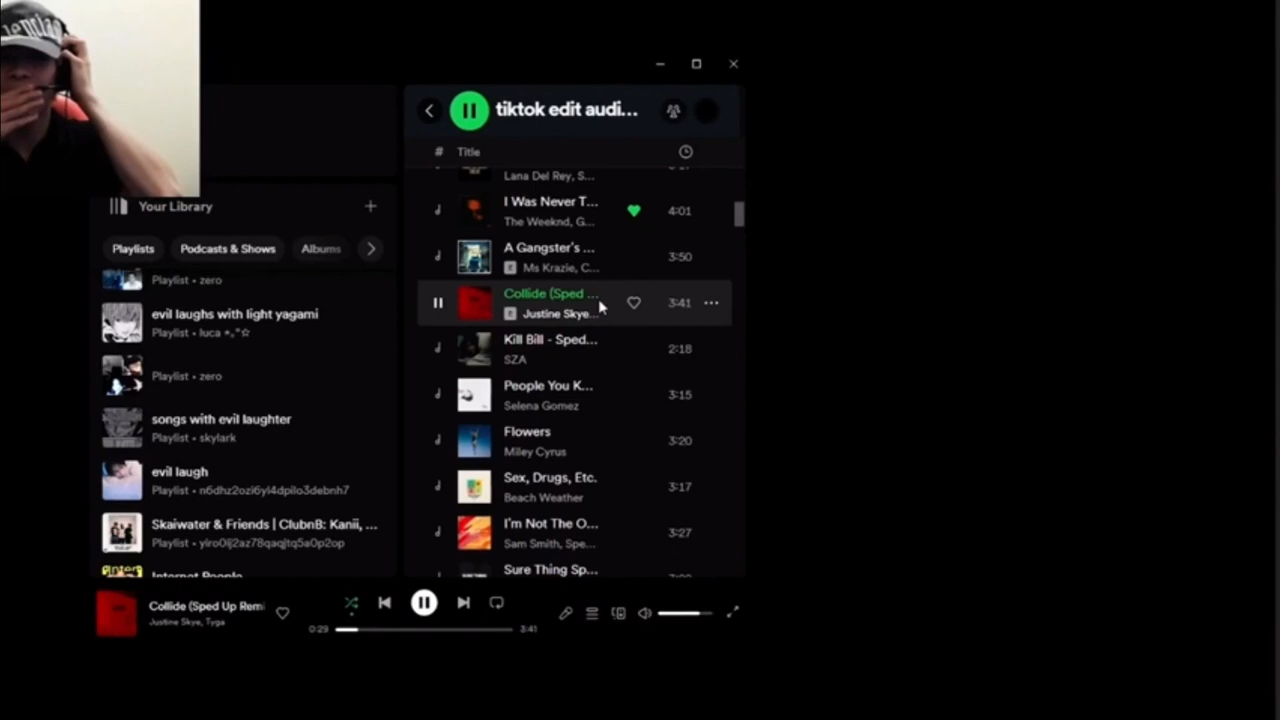 tiktok edit audi...
# Title
Lana Del Rey, S...
I Was Never T...
The Weeknd, G...
4:01
A Gangster's ...
E Ms Krazie, C...
3:50
Collide (Sped ...
E Justine Skye...
3:41
Kill Bill - Sped...
SZA
2:18
People You K...
Selena Gomez
3:15
Flowers
Miley Cyrus
3:20
Sex, Drugs, Etc.
Beach Weather
3:17
I'm Not The O...
Sam Smith, Spe...
3:27
Sure Thing Sp...
Your Library
Playlists Podcasts & Shows Albums
Playlist • zero
evil laughs with light yagami
Playlist • luca ⋆｡°☆
Playlist • zero
songs with evil laughter
Playlist • skylark
evil laugh
Playlist • n6dhz2ozi6yl4dpilo3debnh7
Skaiwater & Friends | ClubnB: Kanii, ...
Playlist • yiro0ij2az78qaqjtq5a0p2op
Internet People
Collide (Sped Up Remi
Justine Skye, Tyga
0:29
3:41